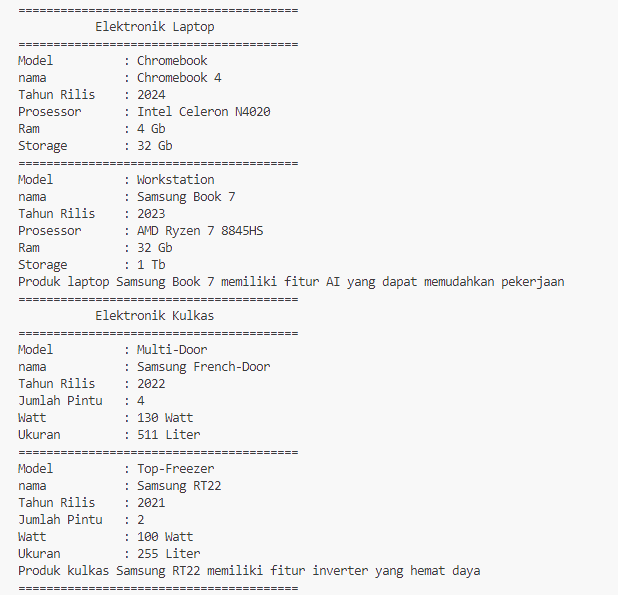 ========================================
Elektronik Laptop
========================================
Model : Chromebook
nama : Chromebook 4
Tahun Rilis : 2024
Prosessor : Intel Celeron N4020
Ram : 4 Gb
Storage : 32 Gb
========================================
Model : Workstation
nama : Samsung Book 7
Tahun Rilis : 2023
Prosessor : AMD Ryzen 7 8845HS
Ram : 32 Gb
Storage : 1 Tb
Produk laptop Samsung Book 7 memiliki fitur AI yang dapat memudahkan pekerjaan
========================================
Elektronik Kulkas
========================================
Model : Multi-Door
nama : Samsung French-Door
Tahun Rilis : 2022
Jumlah Pintu : 4
Watt : 130 Watt
Ukuran : 511 Liter
========================================
Model : Top-Freezer
nama : Samsung RT22
Tahun Rilis : 2021
Jumlah Pintu : 2
Watt : 100 Watt
Ukuran : 255 Liter
Produk kulkas Samsung RT22 memiliki fitur inverter yang hemat daya
========================================